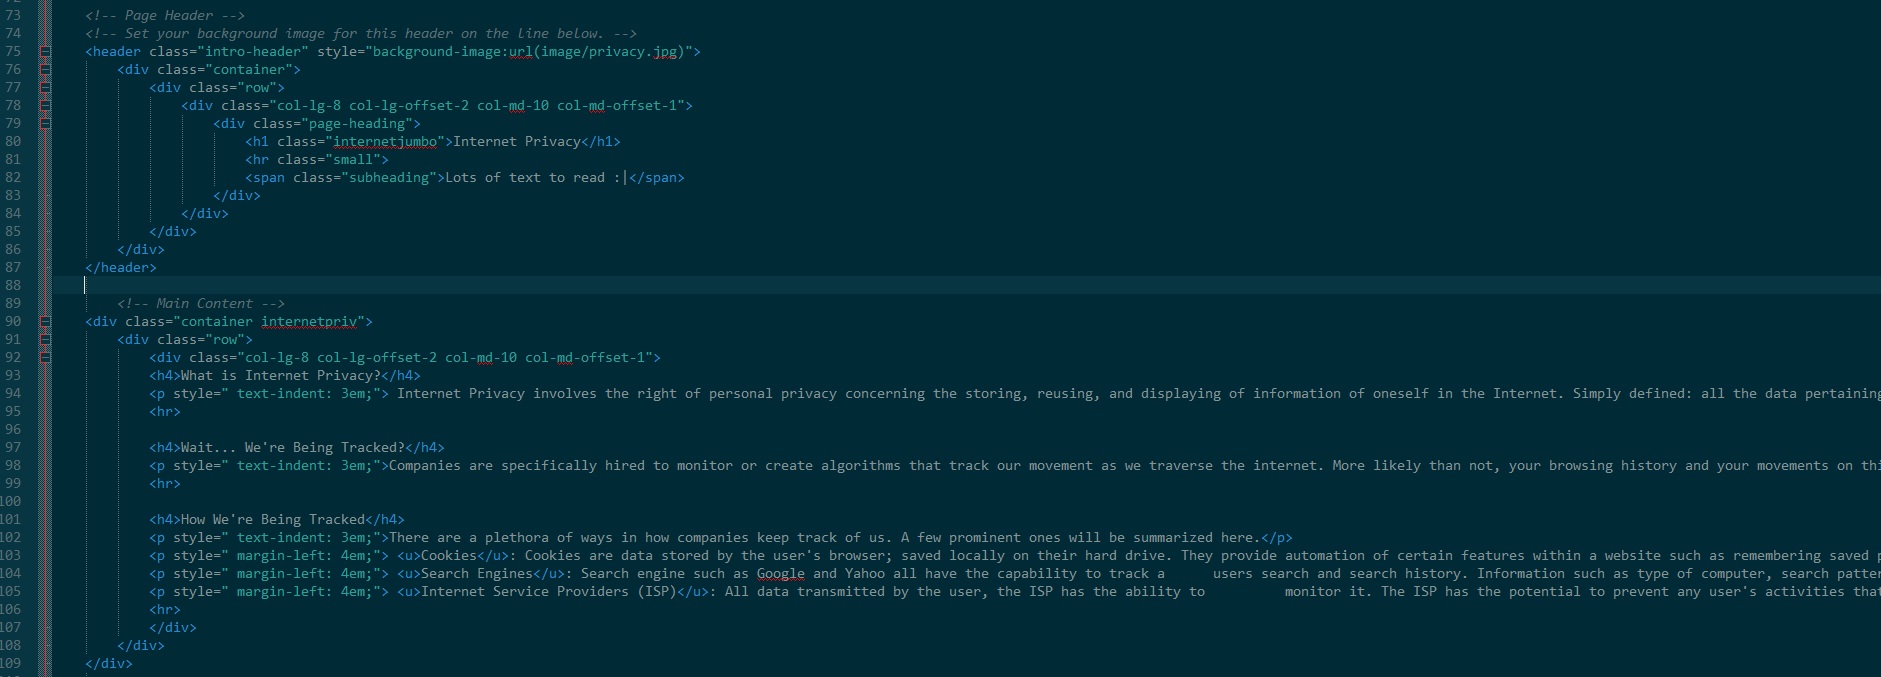 73 <!-- Page Header -->
74 <!-- Set your background image for this header on the line below. -->
75 <header class="intro-header" style="background-image:url(image/privacy.jpg)">
76 <div class="container">
77 <div class="row">
78 <div class="col-lg-8 col-lg-offset-2 col-md-10 col-md-offset-1">
79 <div class="page-heading">
80 <h1 class="internetjumbo">Internet Privacy</h1>
81 <hr class="small">
82 <span class="subheading">Lots of text to read :|</span>
83 </div>
84 </div>
85 </div>
86 </div>
87 </header>
88
89 <!-- Main Content -->
90 <div class="container internetpriv">
91 <div class="row">
92 <div class="col-lg-8 col-lg-offset-2 col-md-10 col-md-offset-1">
93 <h4>What is Internet Privacy?</h4>
94 <p style=" text-indent: 3em;"> Internet Privacy involves the right of personal privacy concerning the storing, reusing, and displaying of information of oneself in the Internet. Simply defined: all the data pertaining
95 <hr>
96
97 <h4>Wait... We're Being Tracked?</h4>
98 <p style=" text-indent: 3em;">Companies are specifically hired to monitor or create algorithms that track our movement as we traverse the internet. More likely than not, your browsing history and your movements on thi
99 <hr>
100
101 <h4>How We're Being Tracked</h4>
102 <p style=" text-indent: 3em;">There are a plethora of ways in how companies keep track of us. A few prominent ones will be summarized here.</p>
103 <p style=" margin-left: 4em;"> <u>Cookies</u>: Cookies are data stored by the user's browser; saved locally on their hard drive. They provide automation of certain features within a website such as remembering saved p
104 <p style=" margin-left: 4em;"> <u>Search Engines</u>: Search engine such as Google and Yahoo all have the capability to track a users search and search history. Information such as type of computer, search patter
105 <p style=" margin-left: 4em;"> <u>Internet Service Providers (ISP)</u>: All data transmitted by the user, the ISP has the ability to monitor it. The ISP has the potential to prevent any user's activities that
106 <hr>
107 </div>
108 </div>
109 </div>